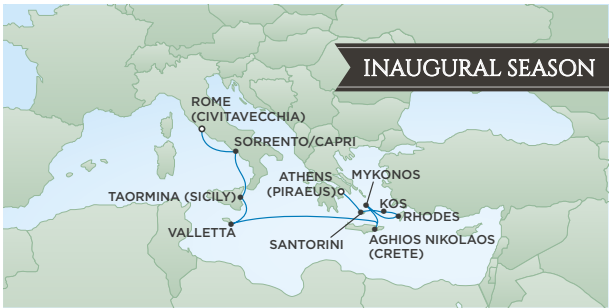 INAUGURAL SEASON
ROME
(CIVITAVECCHIA)
SORRENTO/CAPRI
ATHENS
(PIRAEUS)
MYKONOS
TAORMINA (SICILY)
KOS
RHODES
VALLETTA
SANTORINI
AGHIOS NIKOLAOS
(CRETE)